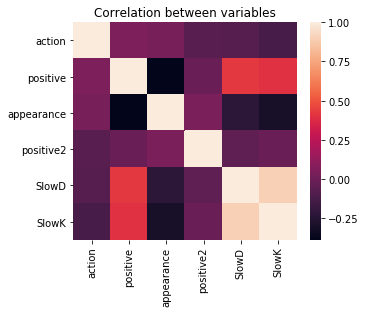 Correlation between variables
action
positive
appearance
positive2
SlowD
SlowK
action
positive
appearance
positive2
SlowD
SlowK
1.00
0.75
0.50
0.25
0.00
−0.25